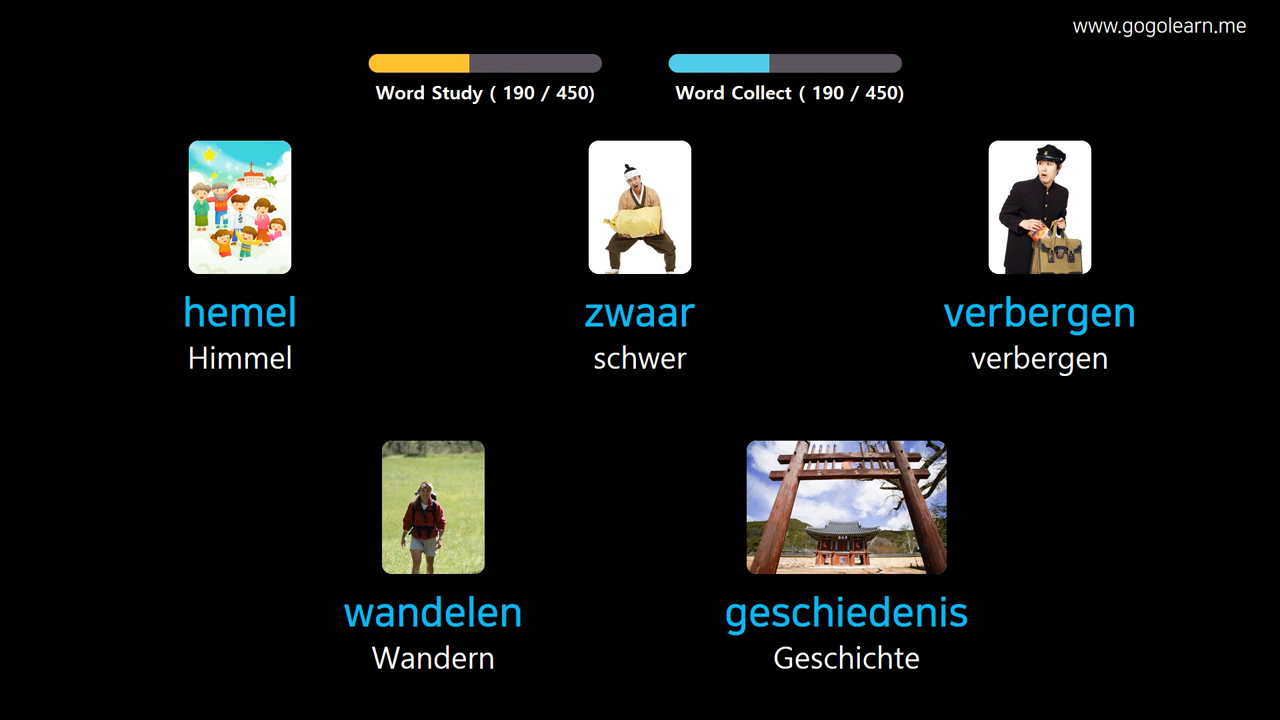 www.gogolearn.me
Word Study ( 190 / 450)
Word Collect ( 190 / 450)
hemel
Himmel
zwaar
schwer
verbergen
verbergen
wandelen
Wandern
geschiedenis
Geschichte